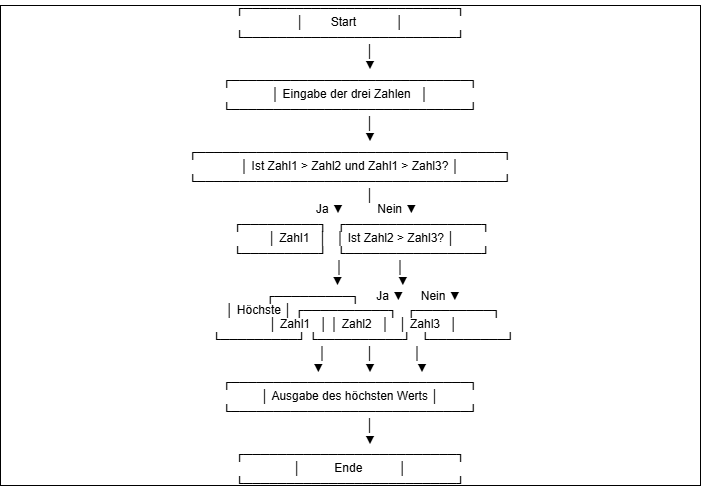 Start
Eingabe der drei Zahlen
Ist Zahl1 > Zahl2 und Zahl1 > Zahl3?
Ja ▼ Nein ▼
Zahl1 Ist Zahl2 > Zahl3?
Ja ▼ Nein ▼
Höchste
Zahl1 Zahl2 Zahl3
Ausgabe des höchsten Werts
Ende